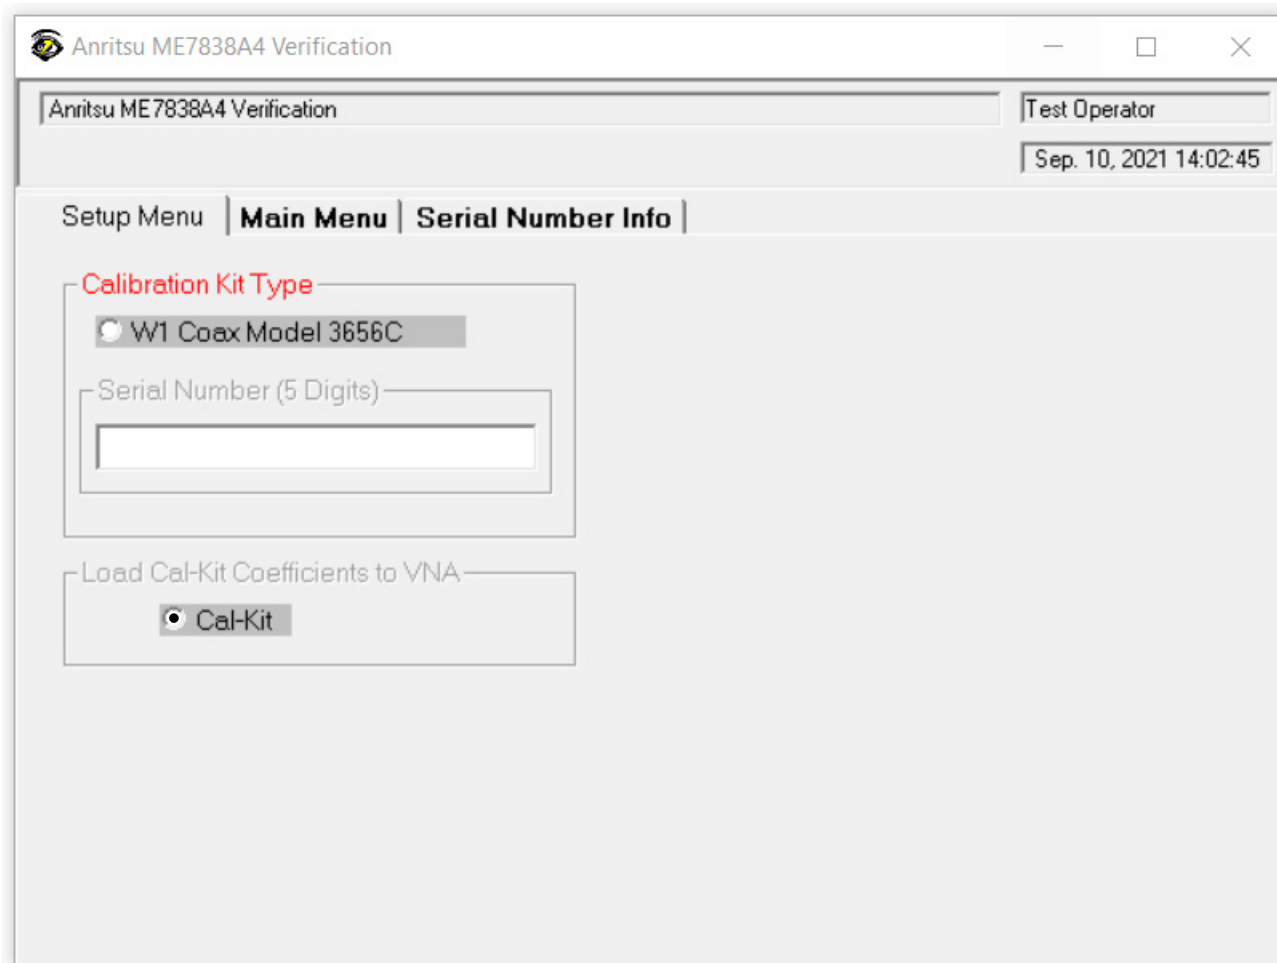 Anritsu ME7838A4 Verification
Anritsu ME7838A4 Verification
Test Operator
Sep. 10, 2021 14:02:45
Setup Menu
Main Menu
Serial Number Info
Calibration Kit Type
W1 Coax Model 3656C
Serial Number (5 Digits)
Load Cal-Kit Coefficients to VNA
Cal-Kit